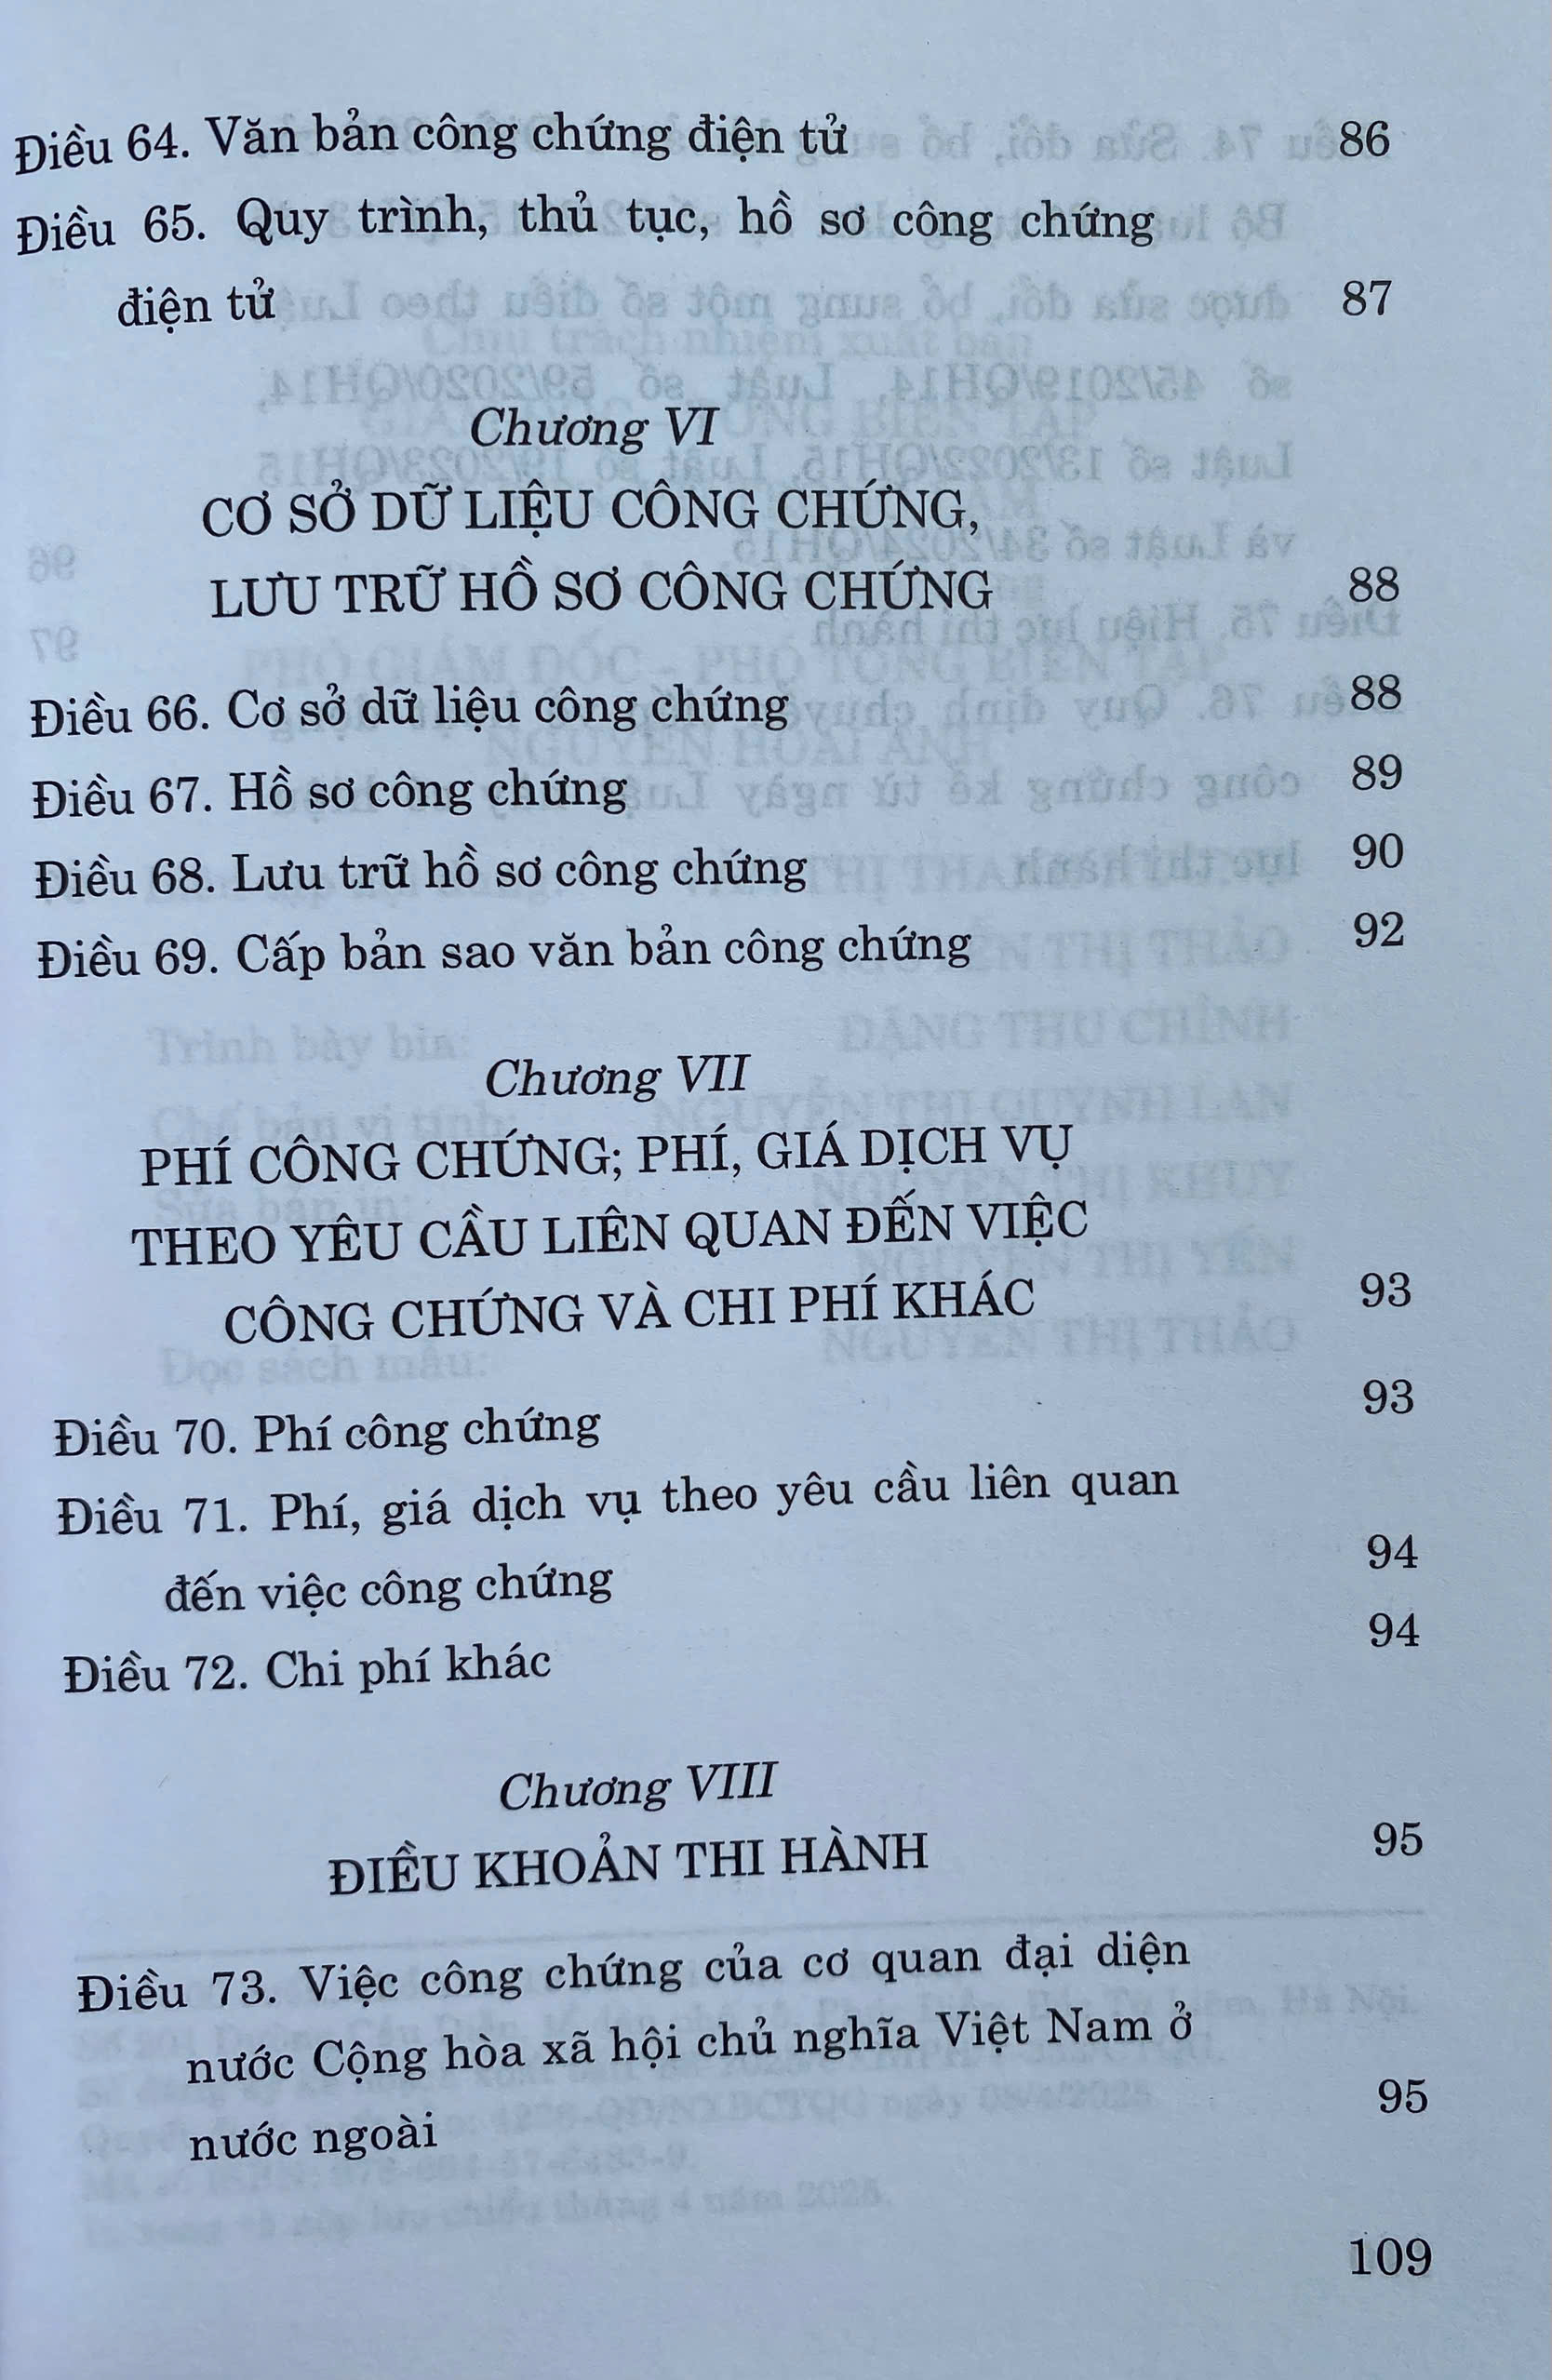 Điều 64. Văn bản công chứng điện tử 86
Điều 65. Quy trình, thủ tục, hồ sơ công chứng
điện tử 87
Chương VI
CƠ SỞ DỮ LIỆU CÔNG CHỨNG,
LƯU TRỮ HỒ SƠ CÔNG CHỨNG 88
Điều 66. Cơ sở dữ liệu công chứng 88
Điều 67. Hồ sơ công chứng 89
Điều 68. Lưu trữ hồ sơ công chứng 90
Điều 69. Cấp bản sao văn bản công chứng 92
Chương VII
PHÍ CÔNG CHỨNG; PHÍ, GIÁ DỊCH VỤ
THEO YÊU CẦU LIÊN QUAN ĐẾN VIỆC
CÔNG CHỨNG VÀ CHI PHÍ KHÁC 93
Điều 70. Phí công chứng 93
Điều 71. Phí, giá dịch vụ theo yêu cầu liên quan
đến việc công chứng 94
Điều 72. Chi phí khác 94
Chương VIII
ĐIỀU KHOẢN THI HÀNH 95
Điều 73. Việc công chứng của cơ quan đại diện
nước Cộng hòa xã hội chủ nghĩa Việt Nam ở
nước ngoài 95
109